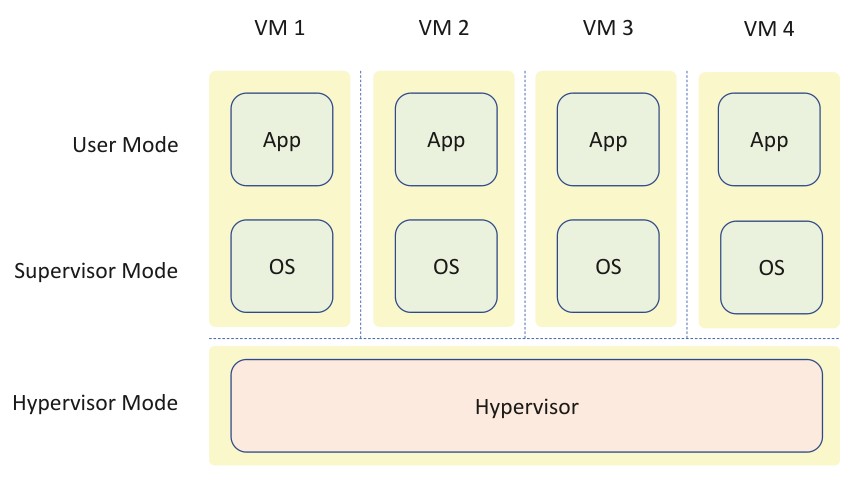 VM 1 VM 2 VM 3 VM 4
User Mode App App App App
Supervisor Mode OS OS OS OS
Hypervisor Mode Hypervisor